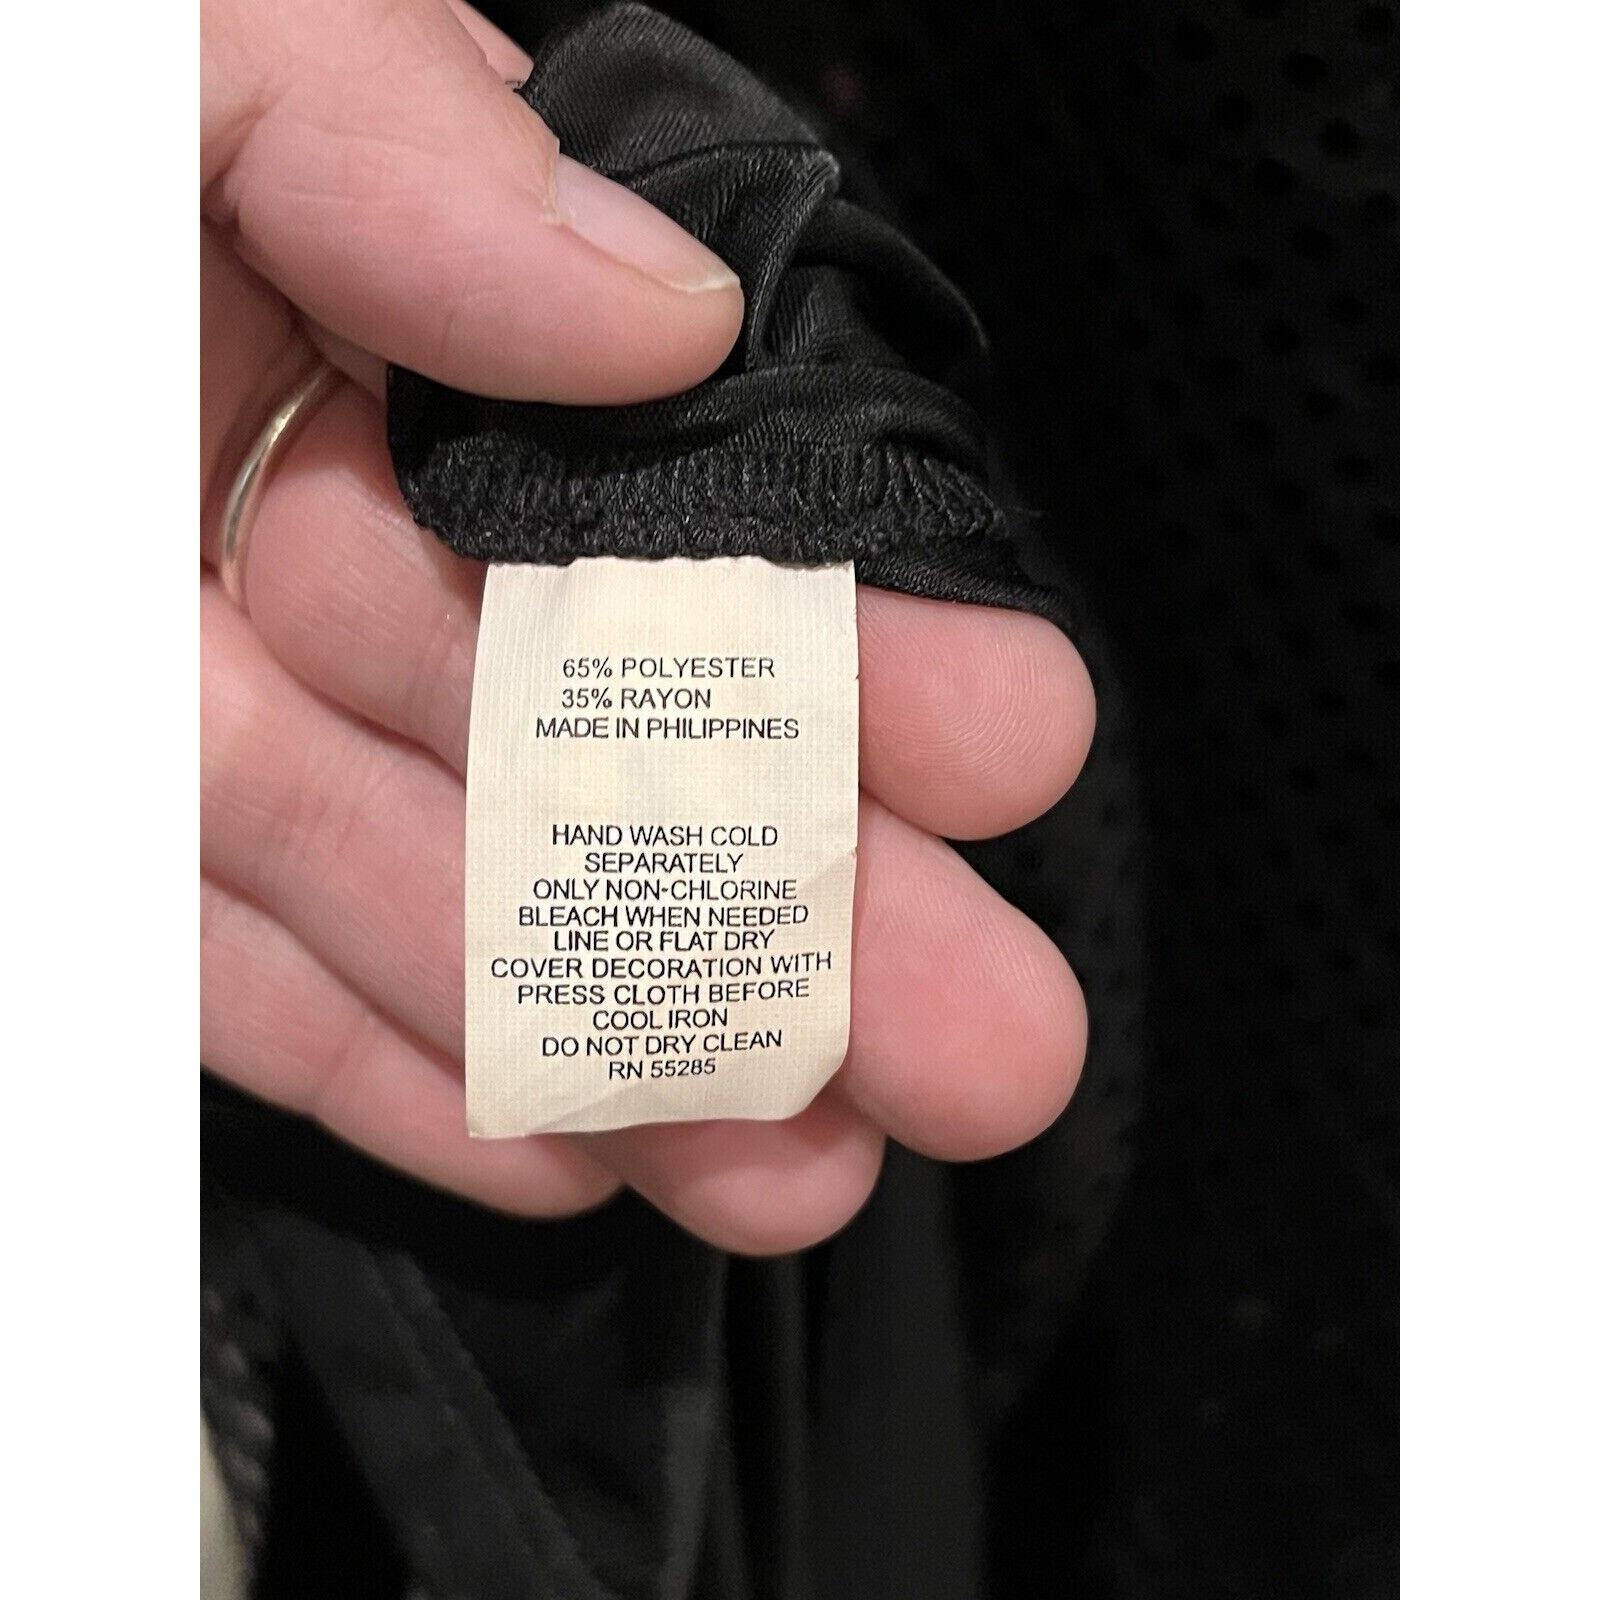 65% POLYESTER
35% RAYON
MADE IN PHILIPPINES
HAND WASH COLD
SEPARATELY
ONLY NON-CHLORINE
BLEACH WHEN NEEDED
LINE OR FLAT DRY
COVER DECORATION WITH
PRESS CLOTH BEFORE
COOL IRON
DO NOT DRY CLEAN
RN 55285